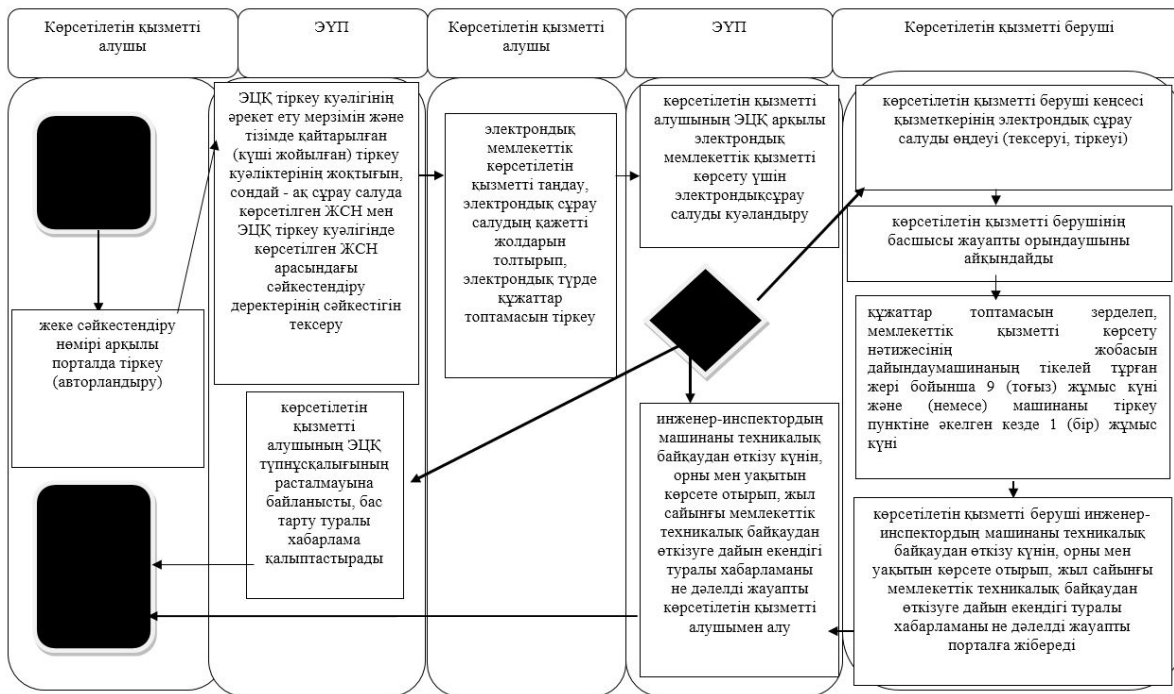 Көрсетілетін қызметті
алушы
ЭҮП
Көрсетілетін қызметті
алушы
ЭҮП
Көрсетілетін қызметті беруші
жеке сәйкестендіру
нөмірі арқылы
порталда тіркеу
(авторландыру)
ЭЦҚ тіркеу куәлігінің
әрекет ету мерзімін және
тізімде қайтарылған
(күші жойылған) тіркеу
куәліктерінің жоқтығын,
сондай - ақ сұрау салуда
көрсетілген ЖСН мен
ЭЦҚ тіркеу куәлігінде
көрсетілген ЖСН
арасындағы
сәйкестендіру
деректерінің сәйкестігін
тексеру
көрсетілетін
қызметті
алушының ЭЦҚ
түпнұсқалығының
расталмауына
байланысты, бас
тарту туралы
хабарлама
қалыптастырады
электрондық
мемлекеттік
көрсетілетін
қызметті таңдау,
электрондық сұрау
салудың қажетті
жолдарын
толтырып,
электрондық түрде
құжаттар
топтамасын тіркеу
көрсетілетін қызметті
алушының ЭЦҚ арқылы
электрондық
мемлекеттік қызметті
көрсету үшін
электрондықсұрау
салуды куәландыру
инженер-инспектордың
машинаны техникалық
байқаудан өткізу күнін,
орны мен уақытын
көрсете отырып, жыл
сайынғы мемлекеттік
техникалық байқаудан
өткізуге дайын екендігі
туралы хабарламаны
не дәлелді жауапты
көрсетілетін қызметті
алушымен алу
көрсетілетін қызметті беруші кеңсесі
қызметкерінің электрондық сұрау
салуды өңдеуі (тексеруі, тіркеуі)
көрсетілетін қызметті берушінің
басшысы жауапты орындаушыны
айқындайды
құжаттар топтамасын зерделеп,
мемлекеттік қызметті көрсету
нәтижесінің жобасын
дайындаумашинаның тікелей тұрған
жері бойынша 9 (тоғыз) жұмыс күні
және (немесе) машинаны тіркеу
пунктіне әкелген кезде 1 (бір) жұмыс
күні
көрсетілетін қызметті беруші инженер-
инспектордың машинаны техникалық
байқаудан өткізу күнін, орны мен
уақытын көрсете отырып, жыл сайынғы
мемлекеттік техникалық байқаудан
өткізуге дайын екендігі туралы
хабарламаны не дәлелді жауапты
порталға жібереді